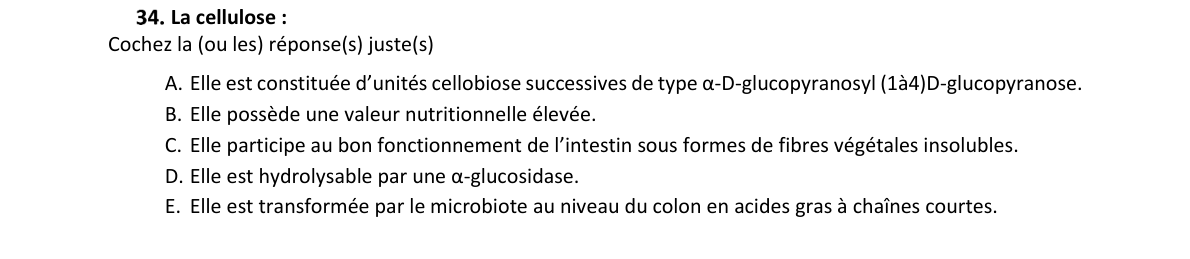 34. La cellulose :
Cochez la (ou les) réponse(s) juste(s)
A. Elle est constituée d’unités cellobiose successives de type α-D-glucopyranosyl (1à4)D-glucopyranose.
B. Elle possède une valeur nutritionnelle élevée.
C. Elle participe au bon fonctionnement de l’intestin sous formes de fibres végétales insolubles.
D. Elle est hydrolysable par une α-glucosidase.
E. Elle est transformée par le microbiote au niveau du colon en acides gras à chaînes courtes.